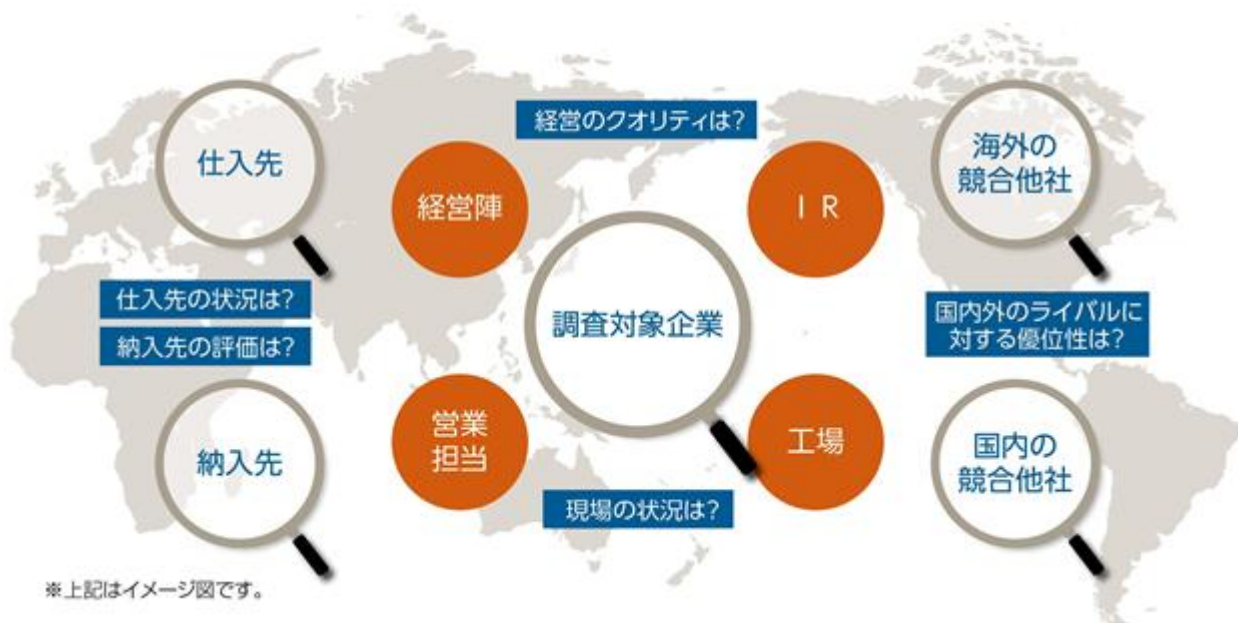 経営のクオリティは?
仕入先
経営陣
I R
海外の
競合他社
仕入先の状況は?
納入先の評価は?
調査対象企業
国内外のライバルに
対する優位性は?
納入先
営業
担当
工場
国内の
競合他社
現場の状況は?
※上記はイメージ図です。